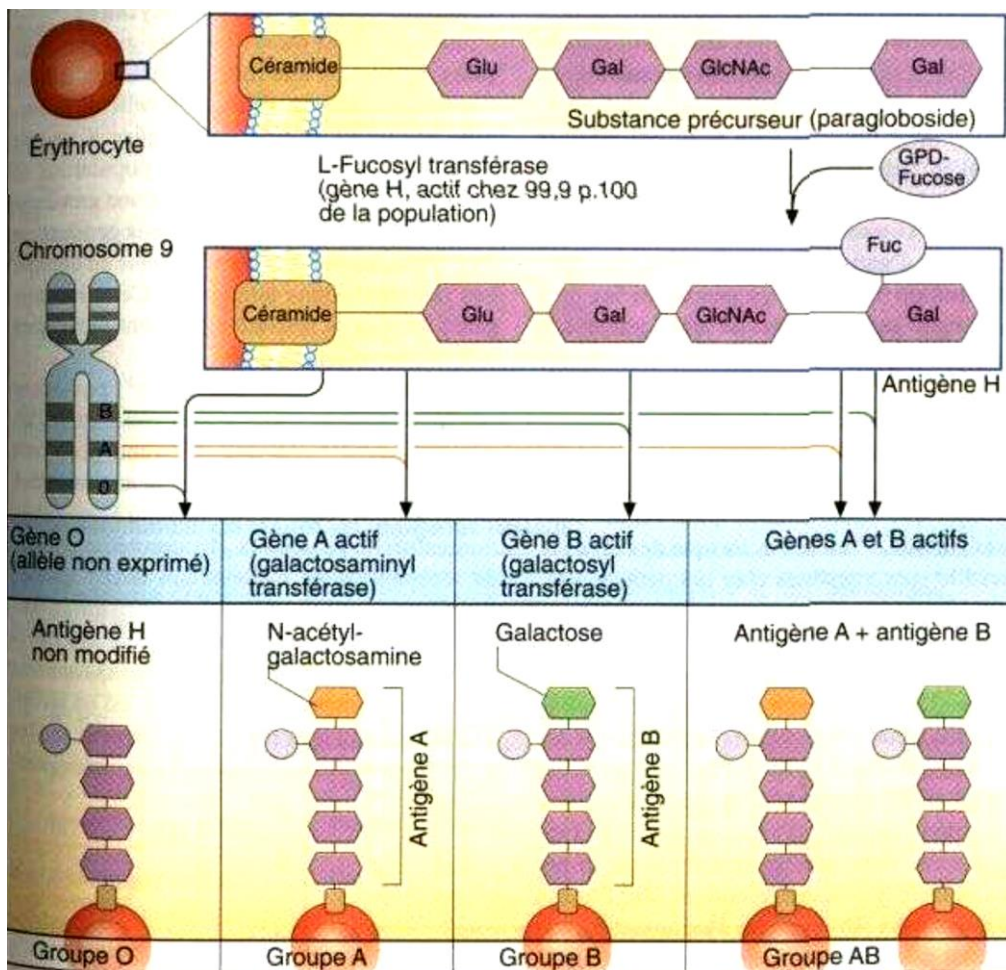 Céramide
Glu
Gal
GlcNAc
Gal
Substance précurseur (paragloboside)
Érythrocyte
L-Fucosyl transférase
(gène H, actif chez 99,9 p.100
de la population)
GPD-
Fucose
Chromosome 9
Fuc
Céramide
Glu
Gal
GlcNAc
Gal
Antigène H
B
A
0
Gène O
(allèle non exprimé)
Gène A actif
(galactosaminyl
transférase)
Gène B actif
(galactosyl
transférase)
Gènes A et B actifs
Antigène H
non modifié
N-acétyl-
galactosamine
Galactose
Antigène A + antigène B
Antigène A
Antigène B
Groupe O
Groupe A
Groupe B
Groupe AB